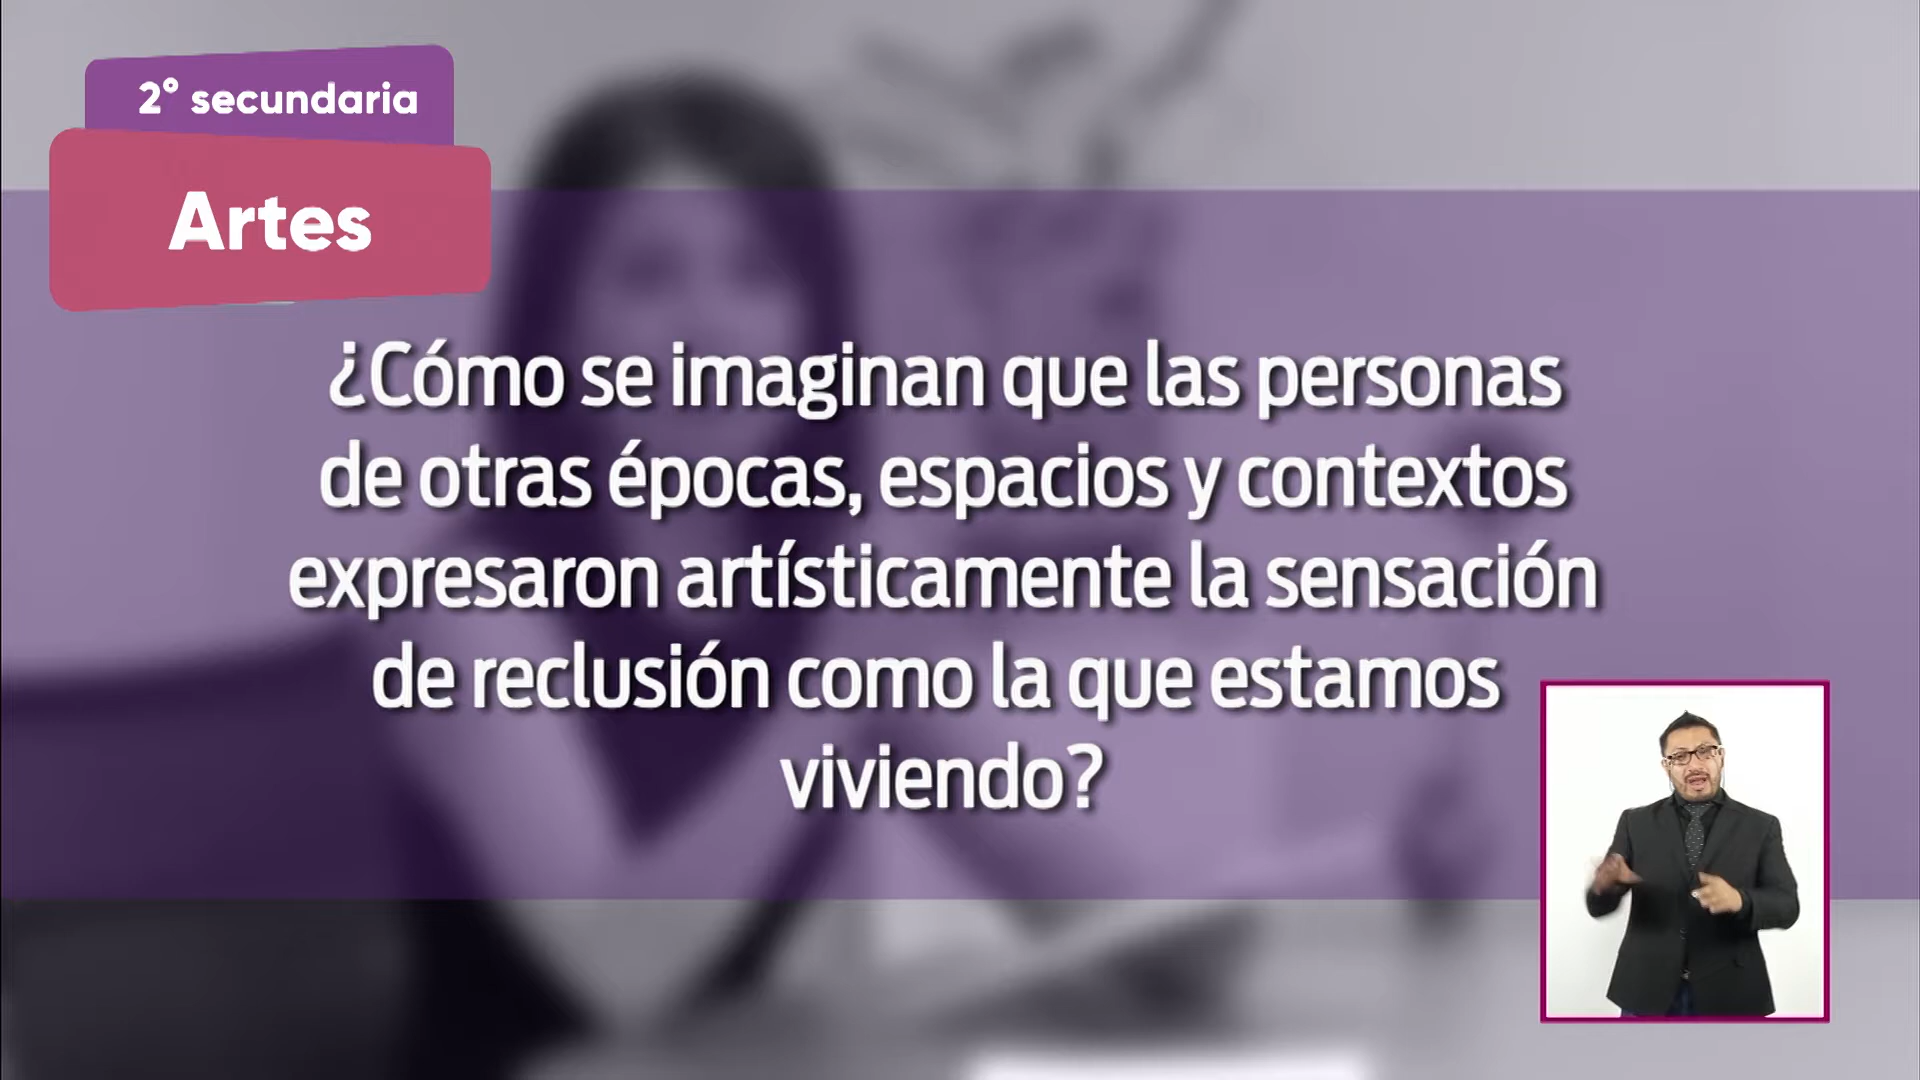 2° secundaria
Artes
¿Cómo se imaginan que las personas
de otras épocas, espacios y contextos
expresaron artísticamente la sensación
de reclusión como la que estamos
viviendo?